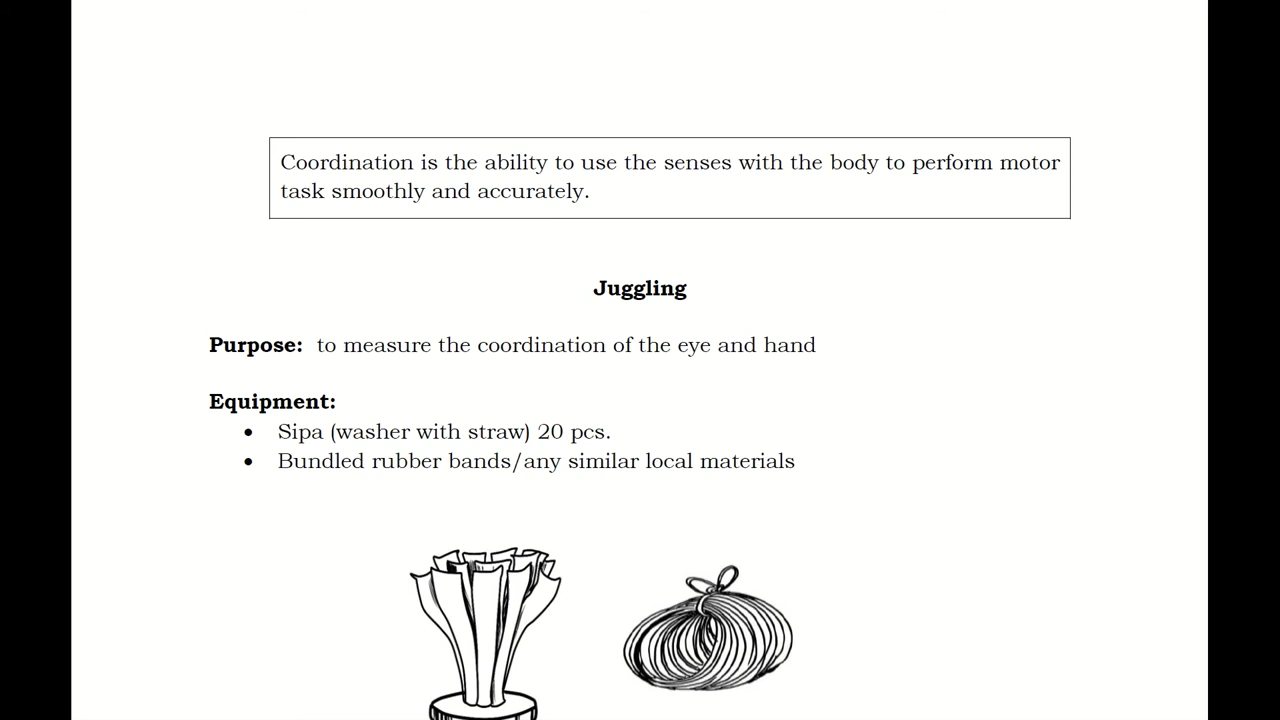 Coordination is the ability to use the senses with the body to perform motor
task smoothly and accurately.
Juggling
Purpose: to measure the coordination of the eye and hand
Equipment:
• Sipa (washer with straw) 20 pcs.
• Bundled rubber bands/any similar local materials